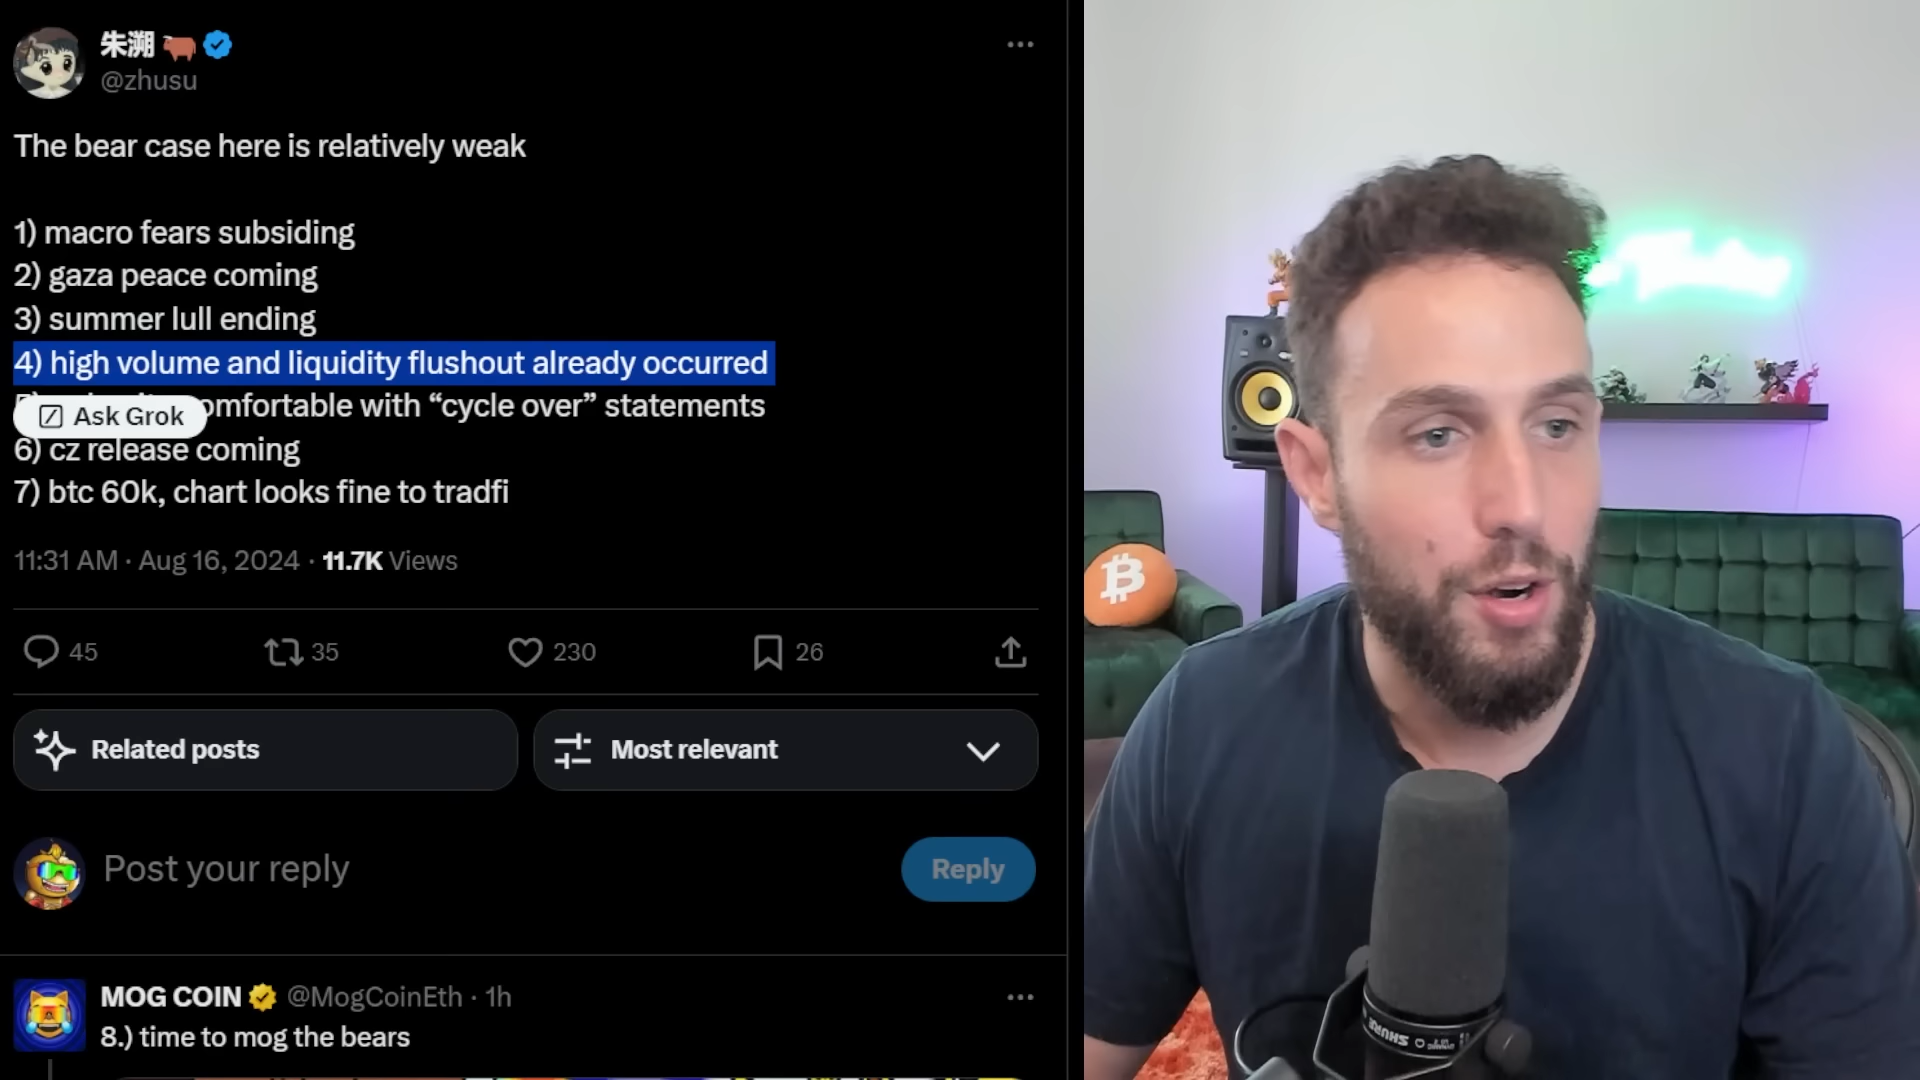 朱溯
@zhusu
The bear case here is relatively weak
1) macro fears subsiding
2) gaza peace coming
3) summer lull ending
4) high volume and liquidity flushout already occurred
comfortable with “cycle over” statements
Ask Grok
6) cz release coming
7) btc 60k, chart looks fine to tradfi
11:31 AM · Aug 16, 2024 · 11.7K Views
45 35 230 26
Related posts
Most relevant
Post your reply
Reply
MOG COIN @MogCoinEth · 1h
8.) time to mog the bears
SHURE